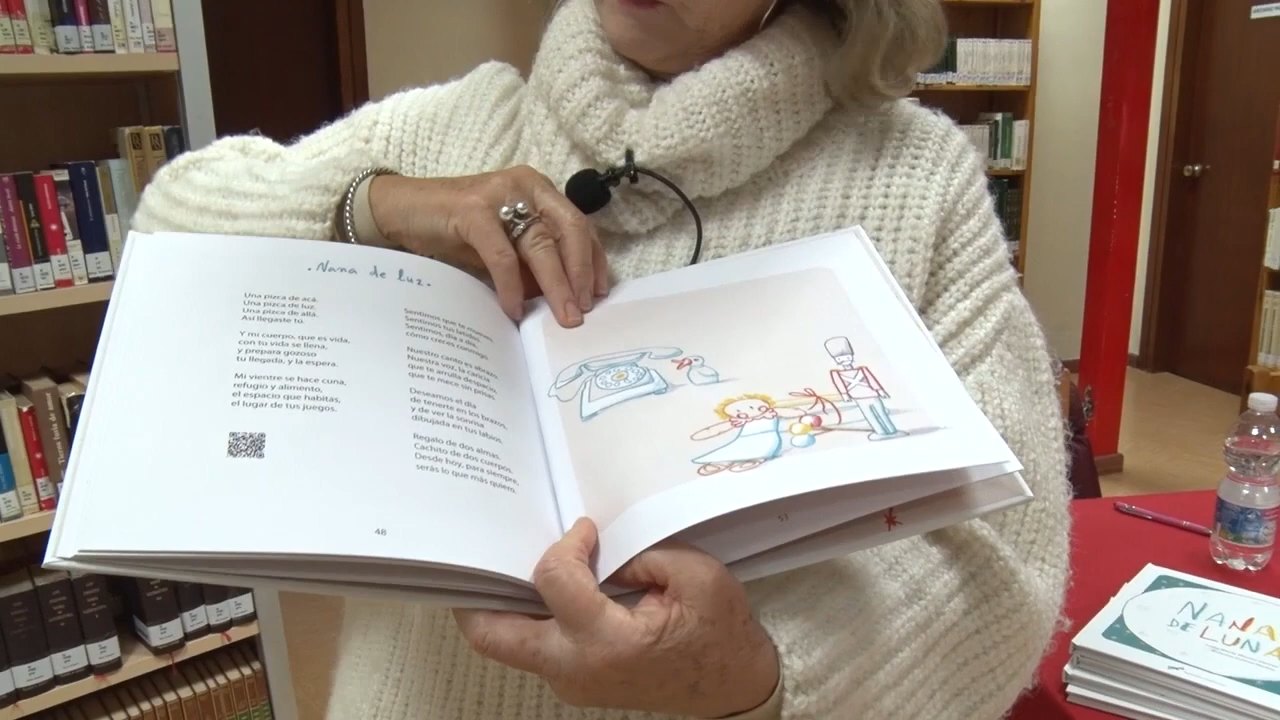 Nana de luz
Una pizca de acá.
Una pizca de luz.
Una pizca de allá.
Así llegaste tú.
Y mi cuerpo, que es vida,
con tu vida se llena,
y prepara gozoso
tu llegada, y la espera.
Mi vientre se hace cuna,
refugio y alimento,
el espacio que habitas,
el lugar de tus juegos.
Sentimos que te mueves.
Sentimos tus latidos.
Sentimos, día a día,
cómo creces conmigo.
Nuestro canto es abrazo.
Nuestra voz, la caricia
que te arrulla despacio,
que te mece sin prisas.
Deseamos el día
de tenerte en los brazos,
y de ver la sonrisa
dibujada en tus labios.
Regalo de dos almas.
Cachito de dos cuerpos.
Desde hoy, para siempre,
serás lo que más quiero.
48
NANA
DE LUNA